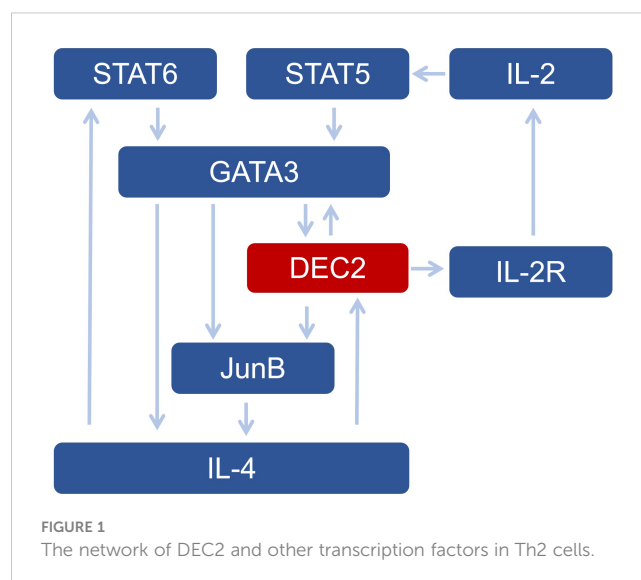 STAT6
STAT5
IL-2
GATA3
DEC2
IL-2R
JunB
IL-4
FIGURE 1
The network of DEC2 and other transcription factors in Th2 cells.